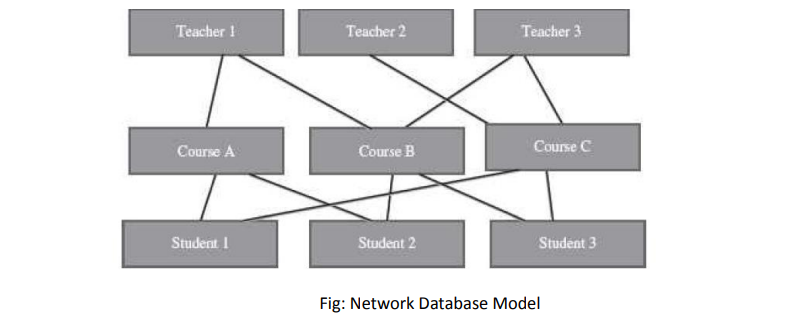 Teacher 1
Teacher 2
Teacher 3
Course A
Course B
Course C
Student 1
Student 2
Student 3
Fig: Network Database Model